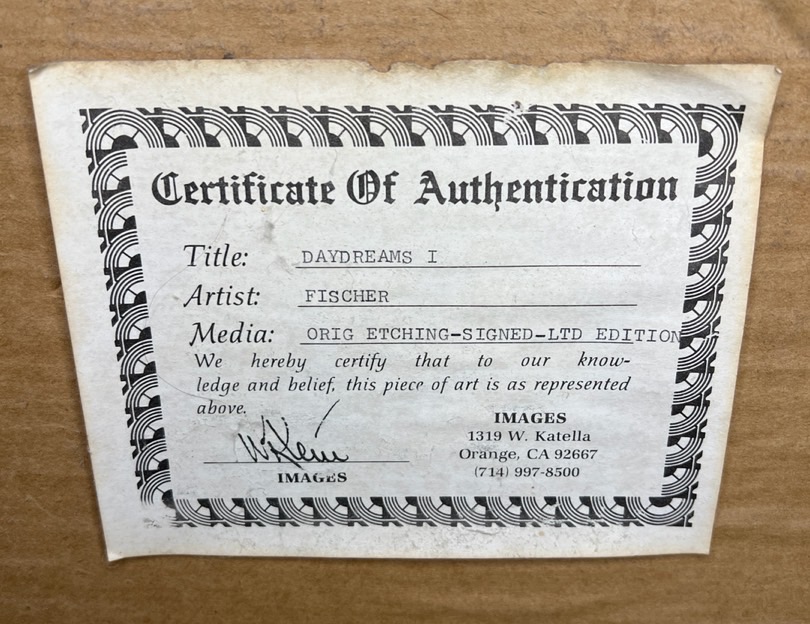 Certificate Of Authentication
Title: DAYDREAMS I
Artist: FISCHER
Media: ORIG ETCHING-SIGNED-LTD EDITION
We hereby certify that to our know-
ledge and belief, this piece of art is as represented
above.
IMAGES
IMAGES
1319 W. Katella
Orange, CA 92667
(714) 997-8500